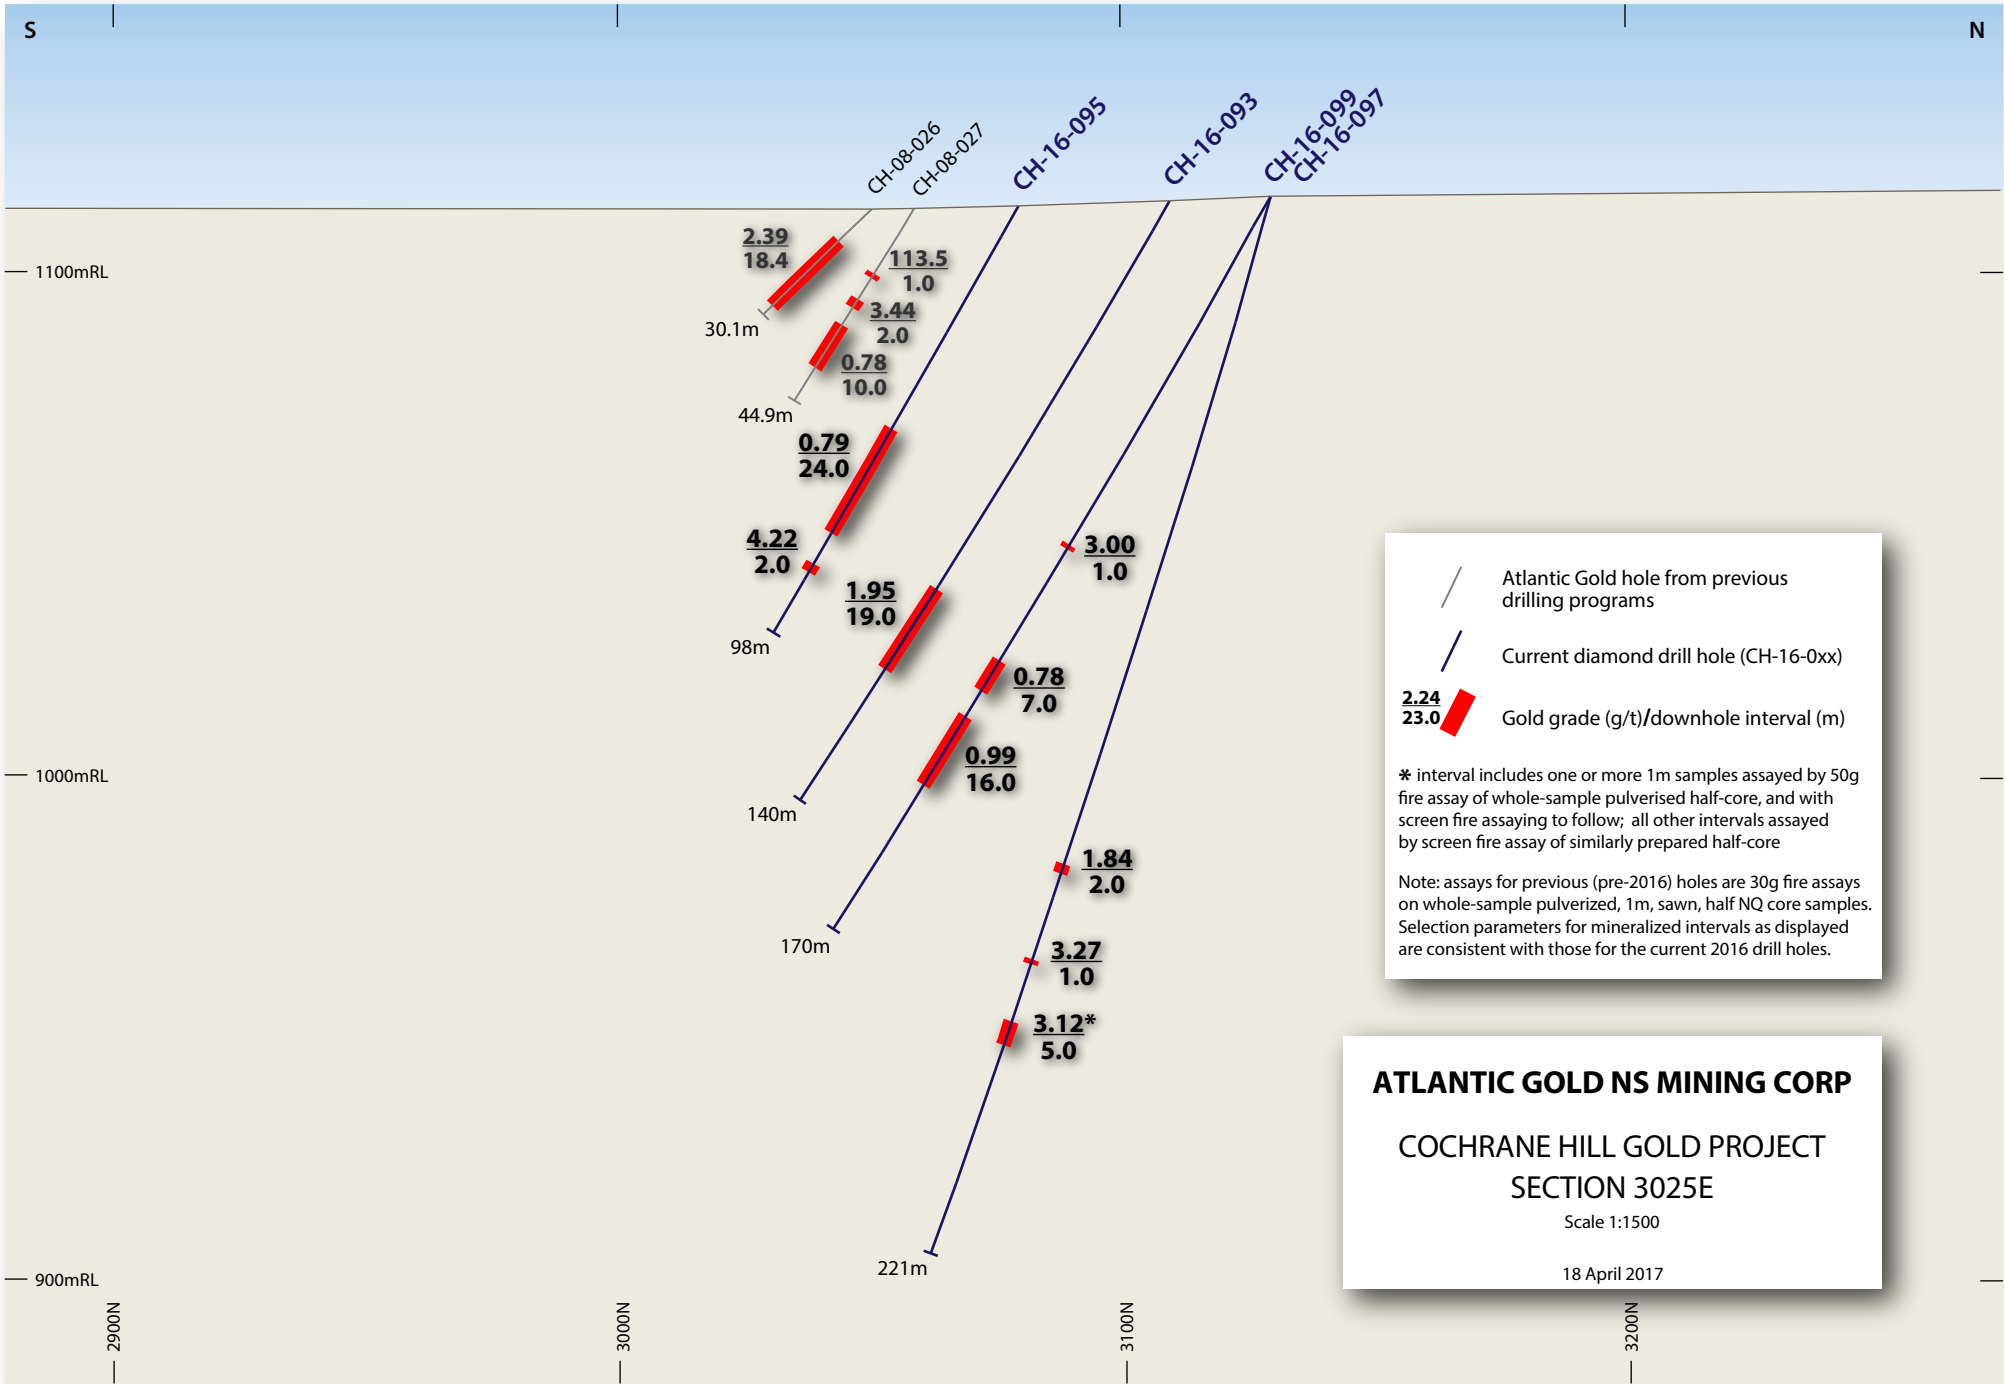 S
N
CH-08-026
CH-08-027
CH-16-095
CH-16-093
CH-16-099
CH-16-097
1100mRL
1000mRL
900mRL
2.39
18.4
30.1m
113.5
1.0
3.44
2.0
0.78
10.0
44.9m
0.79
24.0
4.22
2.0
98m
1.95
19.0
140m
3.00
1.0
0.78
7.0
0.99
16.0
170m
1.84
2.0
3.27
1.0
3.12*
5.0
221m
Atlantic Gold hole from previous
drilling programs
Current diamond drill hole (CH-16-0xx)
2.24
23.0
Gold grade (g/t)/downhole interval (m)
* interval includes one or more 1m samples assayed by 50g
fire assay of whole-sample pulverised half-core, and with
screen fire assaying to follow; all other intervals assayed
by screen fire assay of similarly prepared half-core
Note: assays for previous (pre-2016) holes are 30g fire assays
on whole-sample pulverized, 1m, sawn, half NQ core samples.
Selection parameters for mineralized intervals as displayed
are consistent with those for the current 2016 drill holes.
ATLANTIC GOLD NS MINING CORP
COCHRANE HILL GOLD PROJECT
SECTION 3025E
Scale 1:1500
18 April 2017
2900N
3000N
3100N
3200N